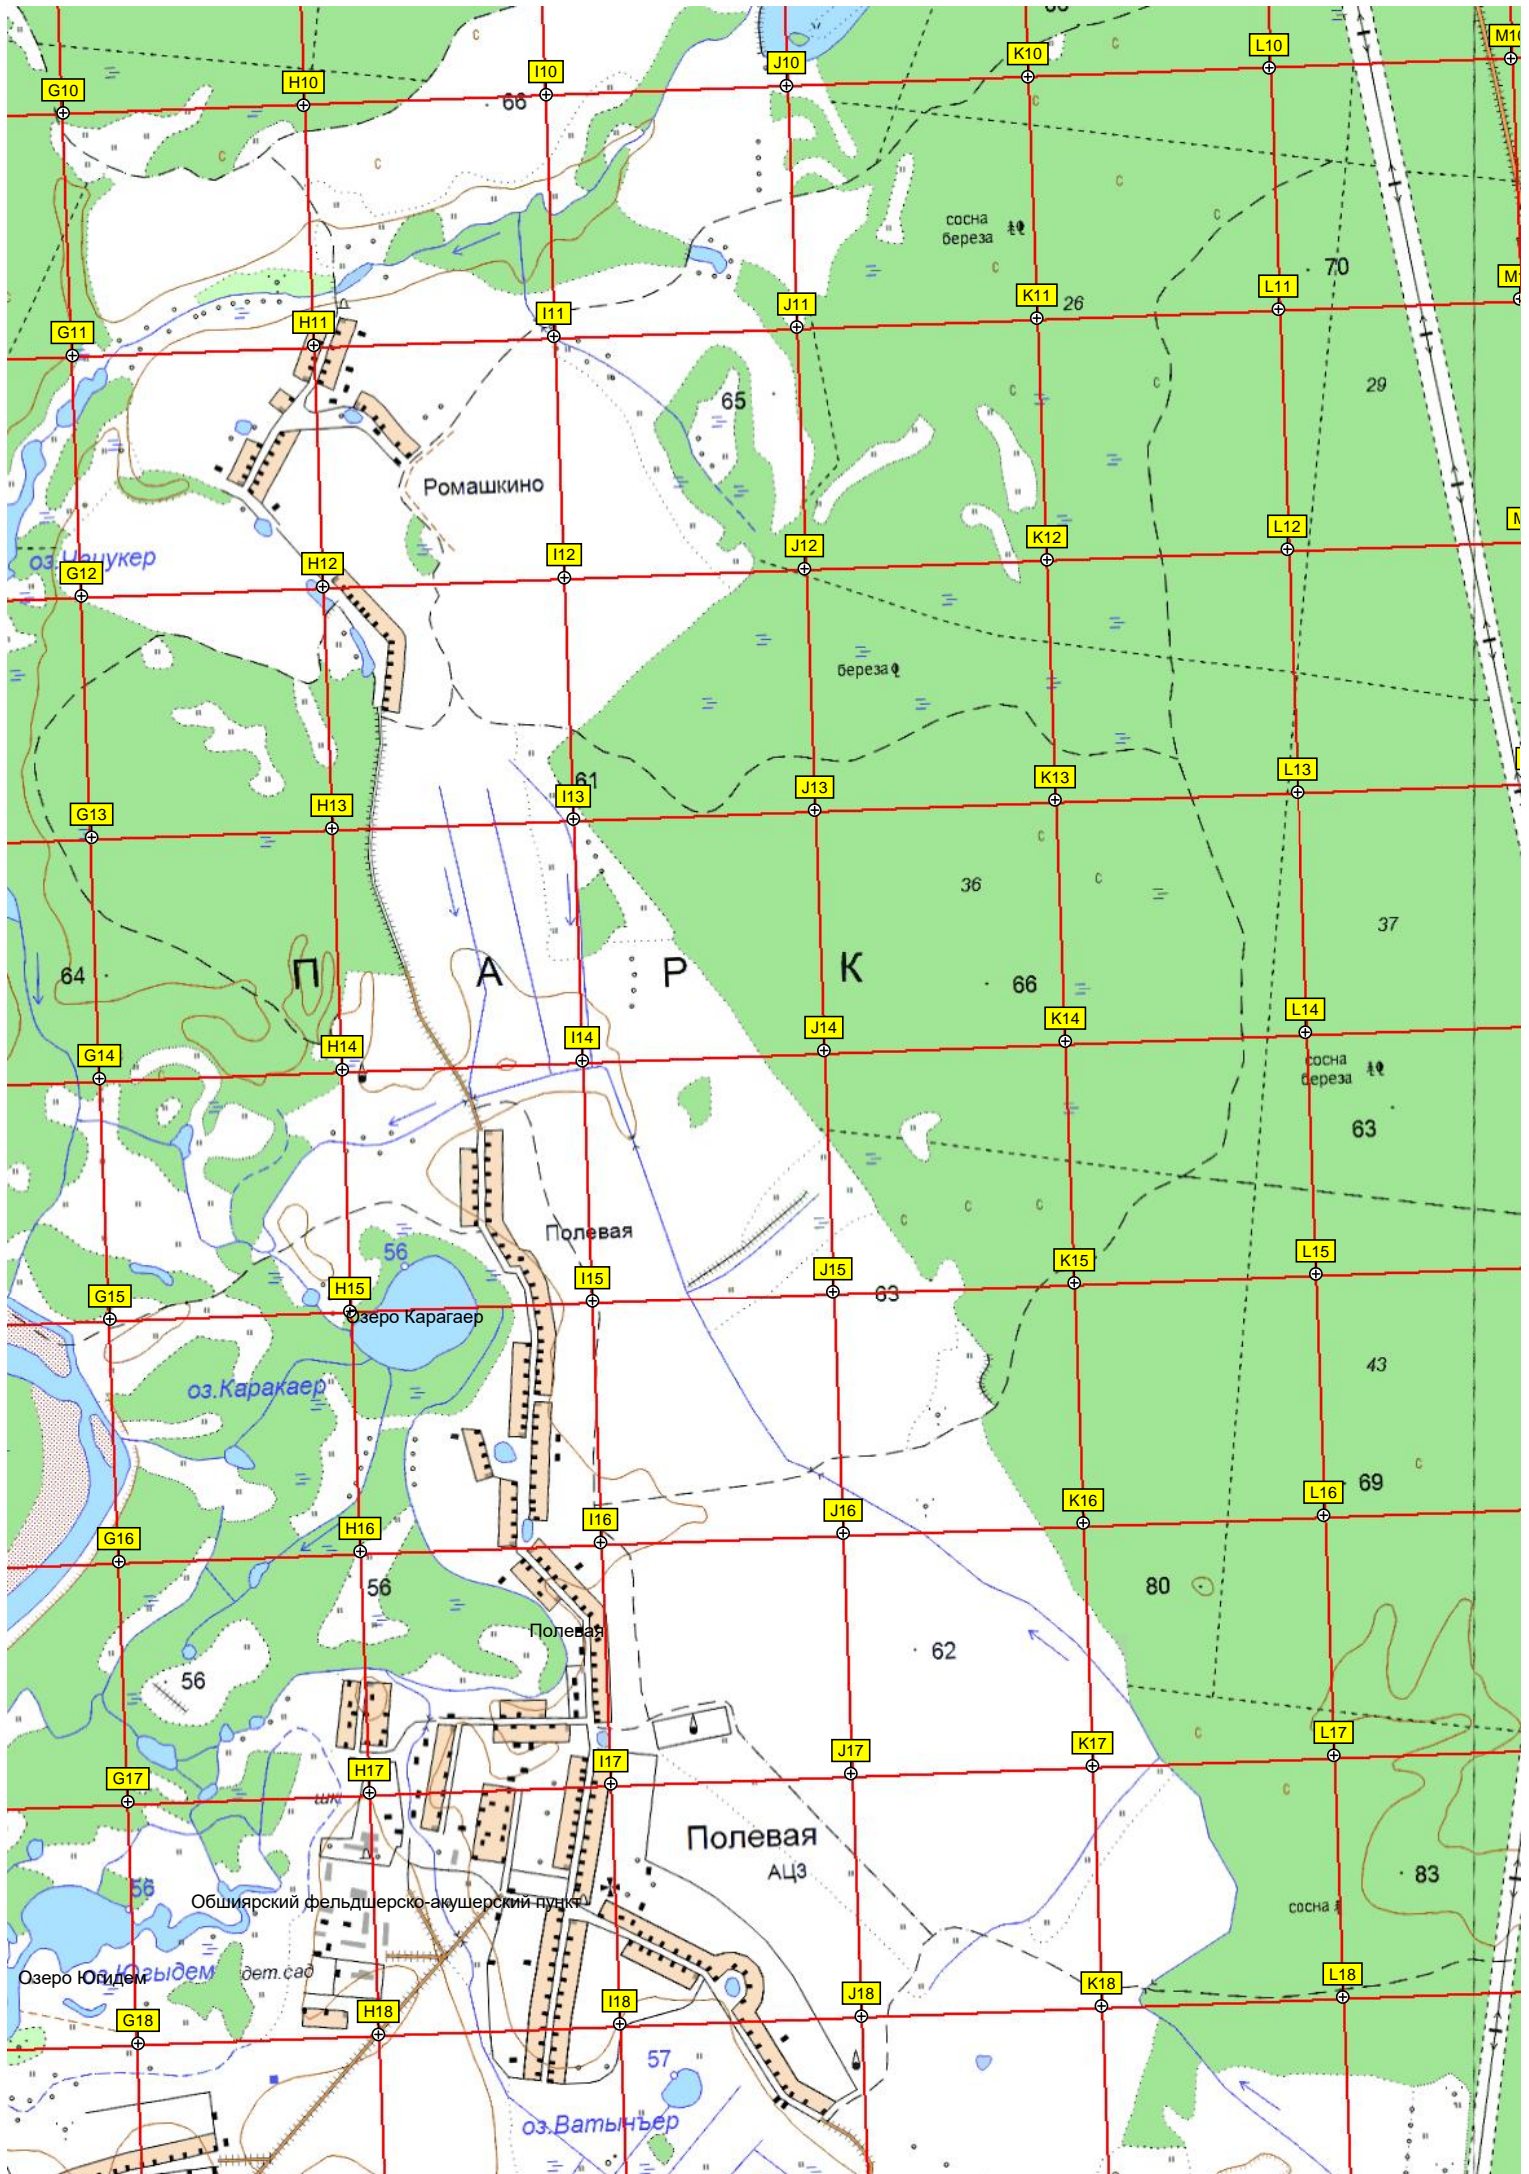 M10
L10
K10
J10
I10
H10
G10
66
с
с
с
с
с
с
с
сосна
береза
70
L11
K11
26
J11
I11
H11
G11
29
с
с
65
Ромашкино
оз.Чачукер
L12
K12
J12
I12
H12
G12
береза
61
L13
K13
J13
I13
H13
G13
с
с
36
37
64
П А Р К
66
L14
K14
J14
I14
H14
G14
сосна
береза
63
с
с
с
Полевая
56
L15
K15
J15
I15
H15
G15
63
Озеро Карагаер
43
оз.Каракаер
с
69
L16
K16
J16
I16
H16
G16
56
80
Полевая
62
56
с
L17
K17
J17
I17
H17
G17
шк.
с
Полевая
АЦЗ
83
56
Обшиярский фельдшерско-акушерский пункт
сосна
Озеро Югидем
оз.Югыдем
дет.сад
L18
K18
J18
I18
H18
G18
57
оз.Ватынъер